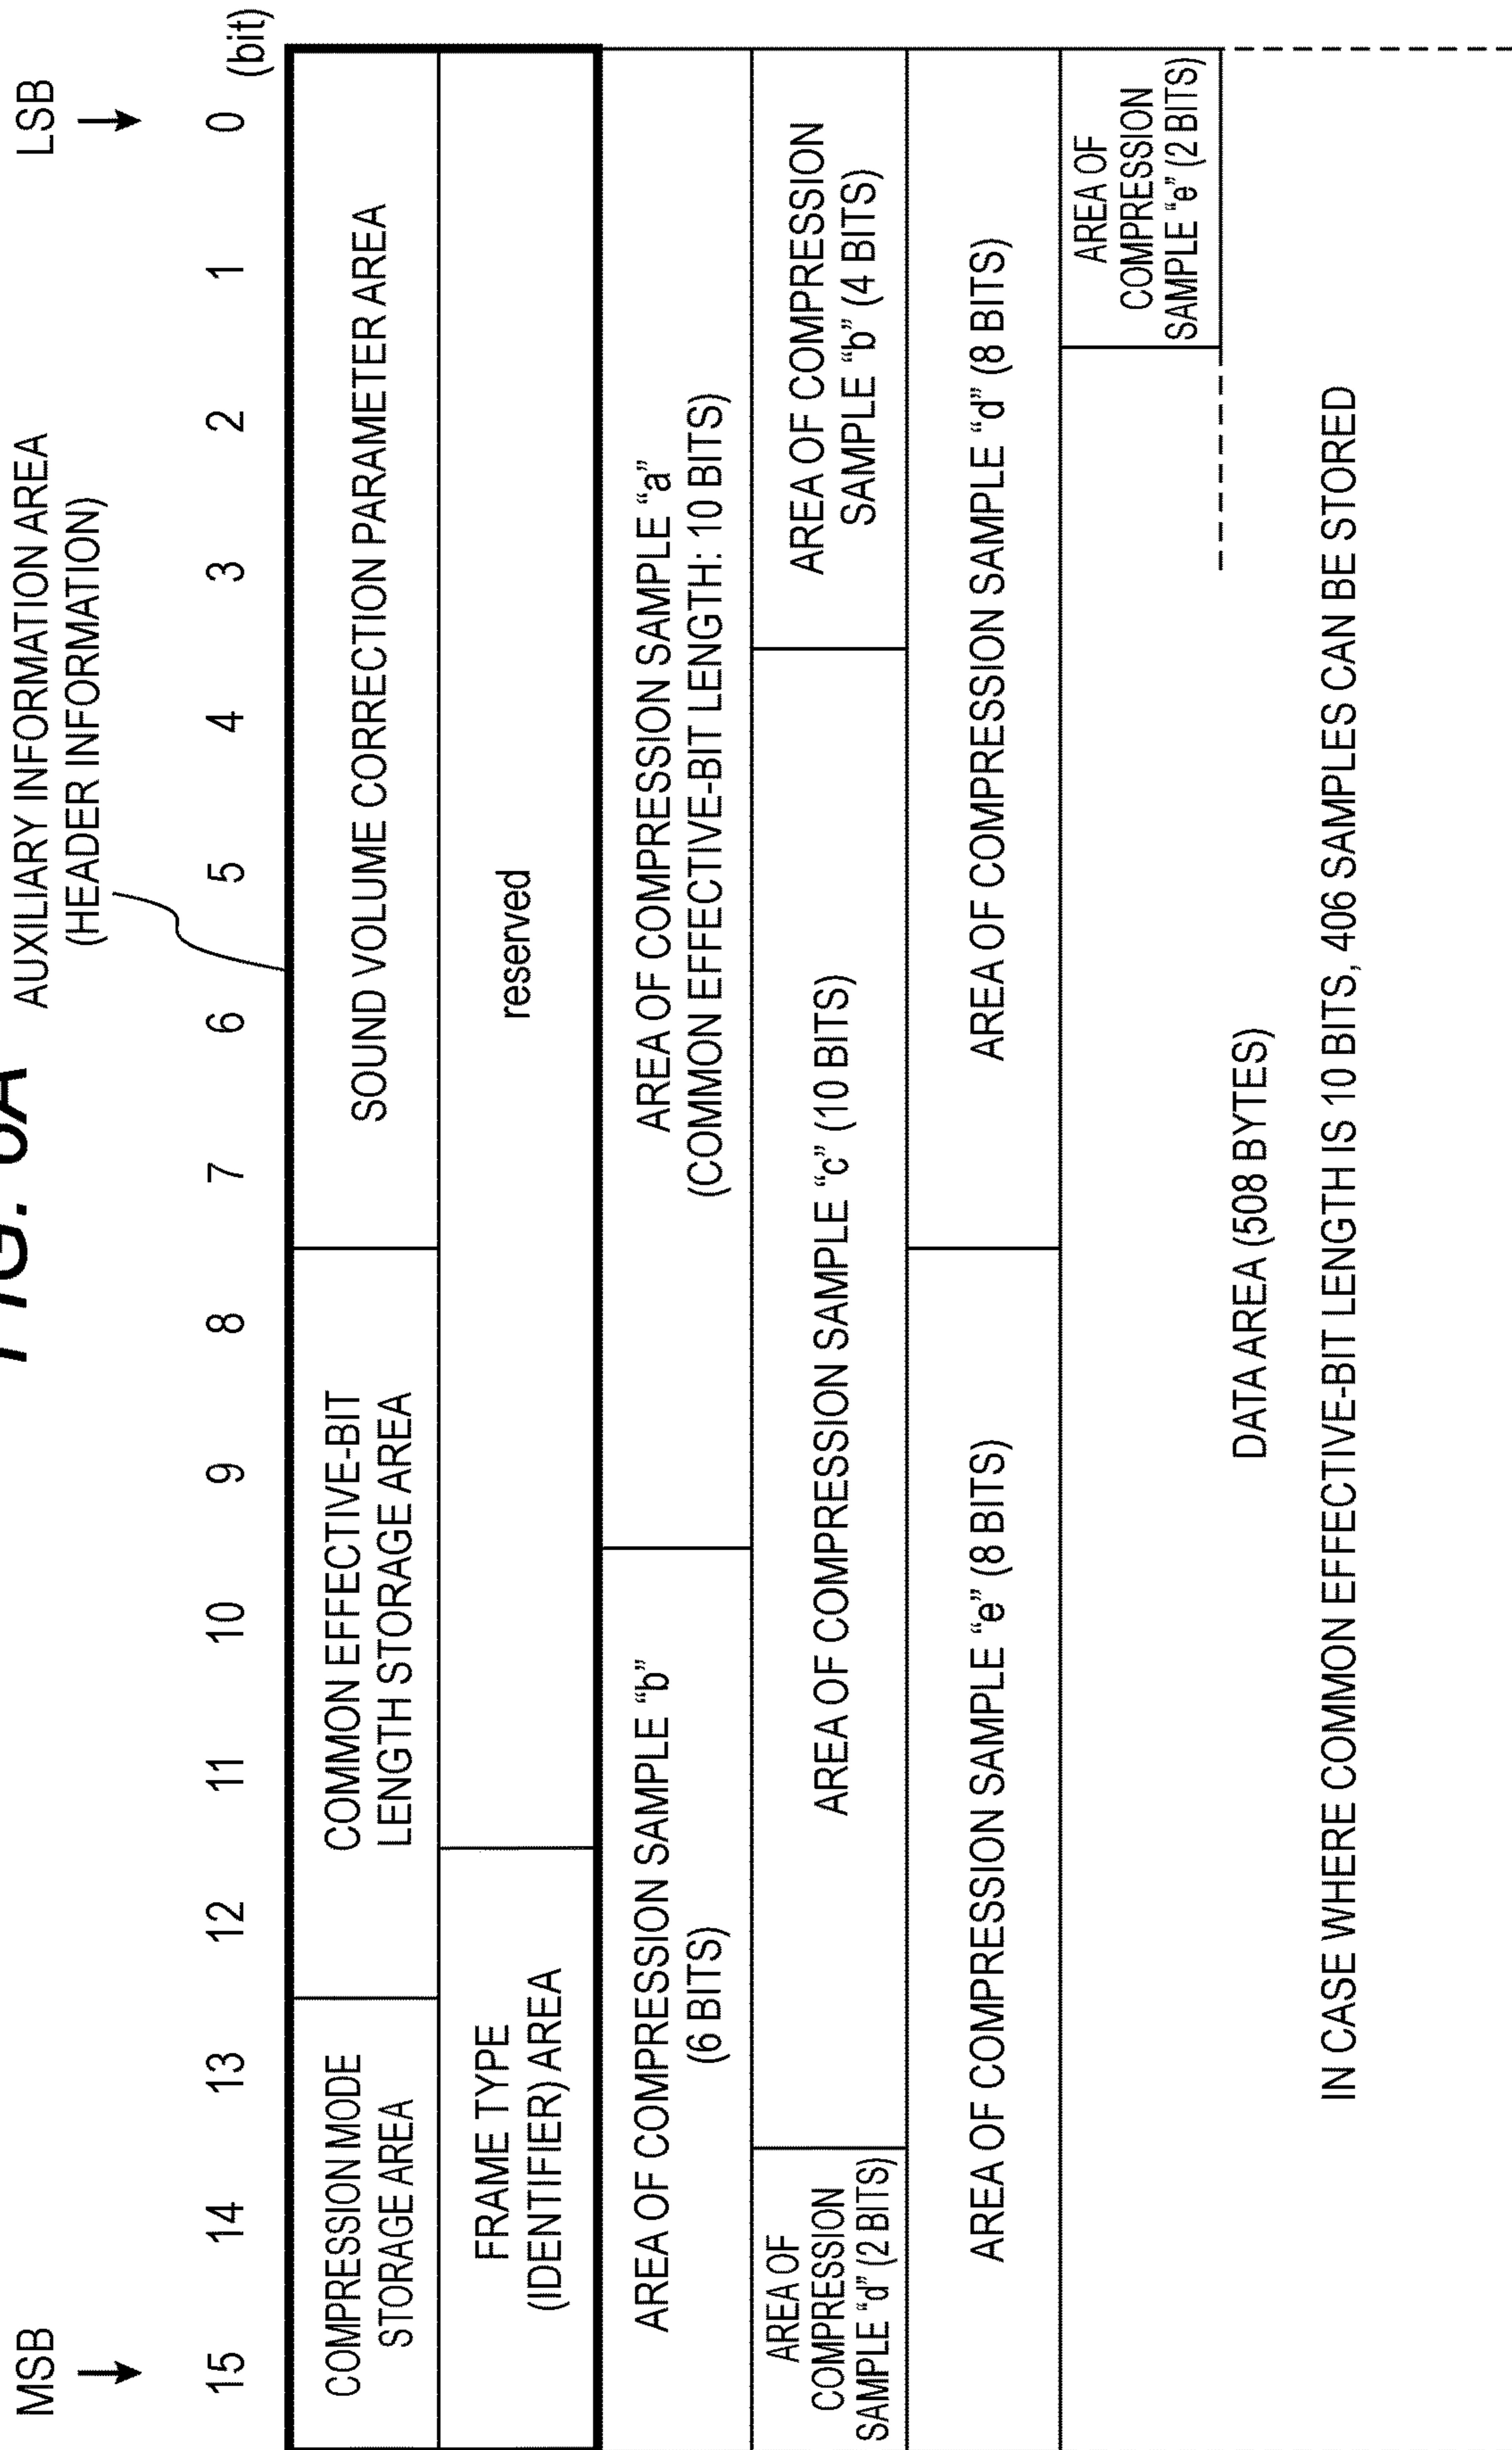 FIG. 6A
MSB
LSB
AUXILIARY INFORMATION AREA
(HEADER INFORMATION)
15 14 13 12 11 10 9 8 7 6 5 4 3 2 1 0 (bit)
COMPRESSION MODE
STORAGE AREA
COMMON EFFECTIVE-BIT
LENGTH STORAGE AREA
SOUND VOLUME CORRECTION PARAMETER AREA
FRAME TYPE
(IDENTIFIER) AREA
reserved
AREA OF COMPRESSION SAMPLE “b”
(6 BITS)
AREA OF COMPRESSION SAMPLE “a”
(COMMON EFFECTIVE-BIT LENGTH: 10 BITS)
AREA OF
COMPRESSION
SAMPLE “d” (2 BITS)
AREA OF COMPRESSION SAMPLE “c” (10 BITS)
AREA OF COMPRESSION
SAMPLE “b” (4 BITS)
AREA OF COMPRESSION SAMPLE “e” (8 BITS)
AREA OF COMPRESSION SAMPLE “d” (8 BITS)
AREA OF
COMPRESSION
SAMPLE “e” (2 BITS)
DATA AREA (508 BYTES)
IN CASE WHERE COMMON EFFECTIVE-BIT LENGTH IS 10 BITS, 406 SAMPLES CAN BE STORED